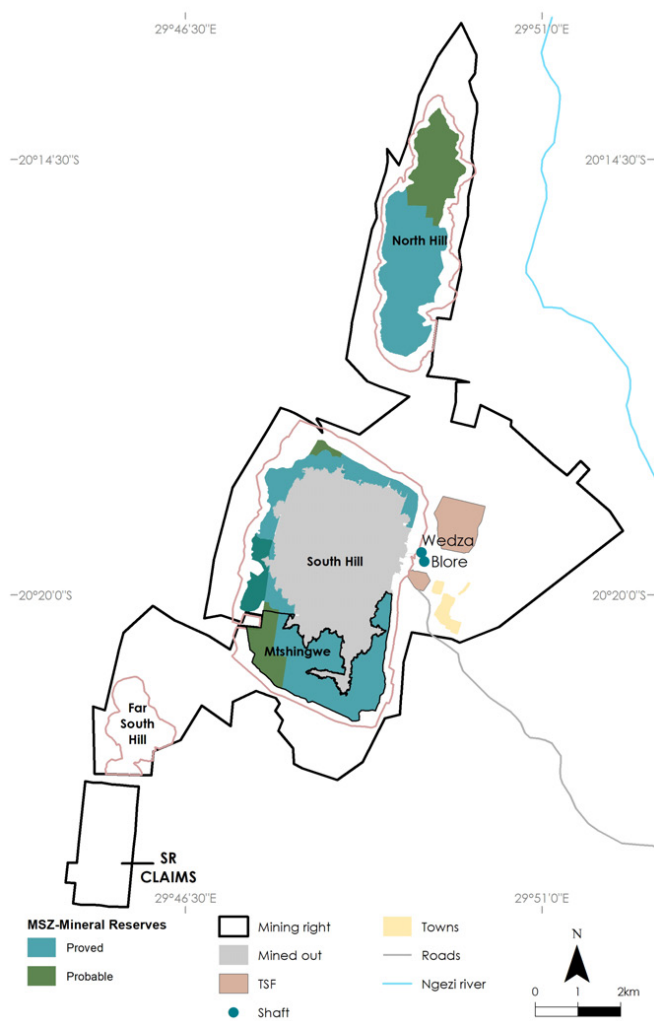 29°46'30"E
29°51'0"E
20°14'30"S
20°14'30"S
North Hill
Wedza
Blore
South Hill
20°20'0"S
20°20'0"S
Mtshingwe
Far
South
Hill
SR
CLAIMS
29°46'30"E
29°51'0"E
MSZ-Mineral Reserves
Proved
Probable
Mining right
Mined out
TSF
Shaft
Towns
Roads
Ngezi river
N
0 1 2km